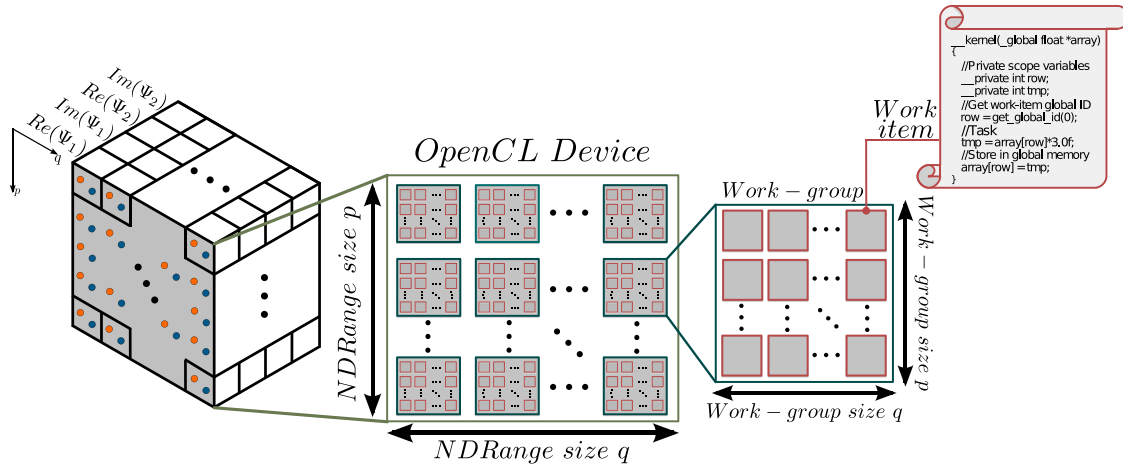 Im(Ψ₂)
Re(Ψ₂)
Im(Ψ₁)
Re(Ψ₁)
q
p
OpenCL Device
NDRange size p
NDRange size q
Work - group
Work - group size p
Work - group size q
Work
item
__kernel(_global float *array)
{
//Private scope variables
__private int row;
__private int tmp;
//Get work-item global ID
row = get_global_id(0);
//Task
tmp = array[row]*3.0f;
//Store in global memory
array[row] = tmp;
}